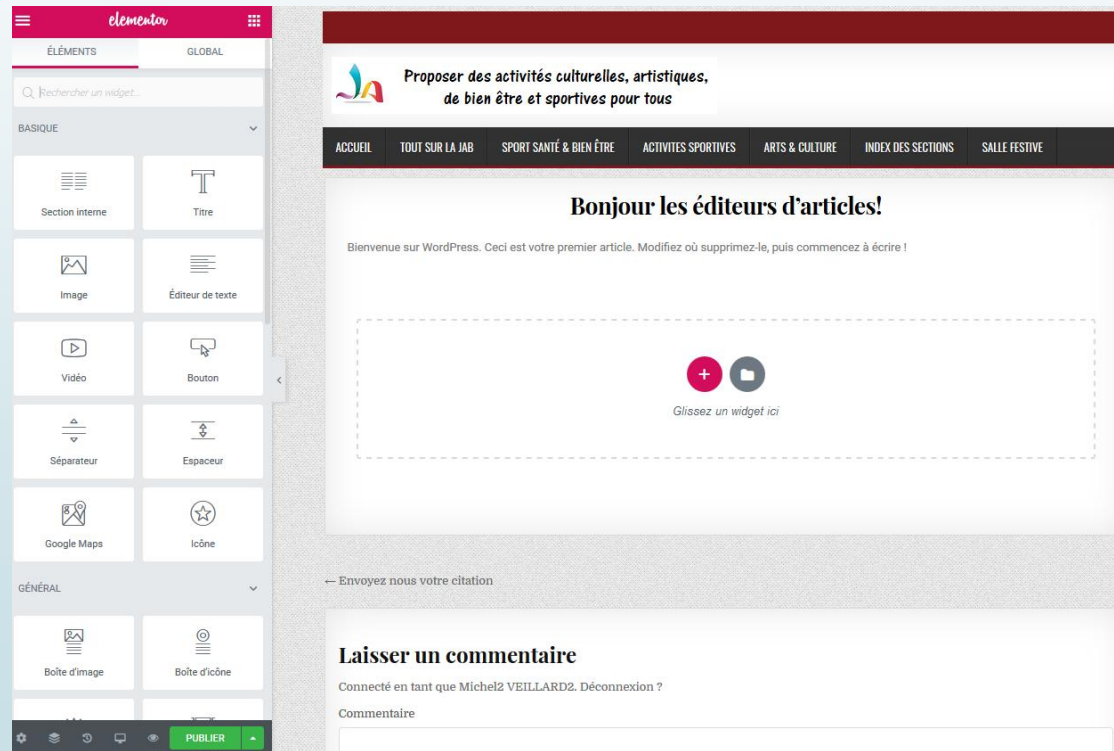 elementor
ÉLÉMENTS
GLOBAL
Rechercher un widget...
BASIQUE
Section interne
Titre
Image
Éditeur de texte
Vidéo
Bouton
Séparateur
Espaceur
Google Maps
Icône
GÉNÉRAL
Boîte d'image
Boîte d'icône
PUBLIER
JA
Proposer des activités culturelles, artistiques,
de bien être et sportives pour tous
ACCUEIL
TOUT SUR LA JAB
SPORT SANTÉ & BIEN ÊTRE
ACTIVITES SPORTIVES
ARTS & CULTURE
INDEX DES SECTIONS
SALLE FESTIVE
Bonjour les éditeurs d'articles!
Bienvenue sur WordPress. Ceci est votre premier article. Modifiez où supprimez-le, puis commencez à écrire !
Glissez un widget ici
← Envoyez nous votre citation
Laisser un commentaire
Connecté en tant que Michel2 VEILLARD2. Déconnexion ?
Commentaire